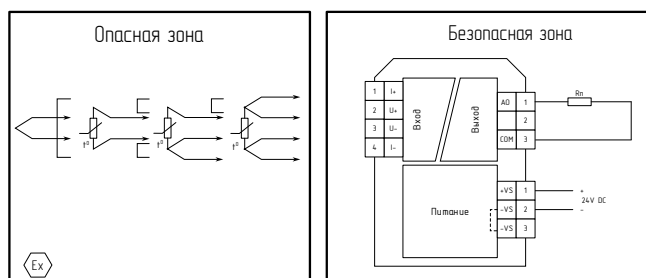 Опасная зона
t° t° t°
Ex
Безопасная зона
1 I+
2 U+
3 U-
4 I-
Вход
Выход
AO 1
2
COM 3
Rн
Питание
+VS 1
-VS 2
-VS 3
+
24V DC
-